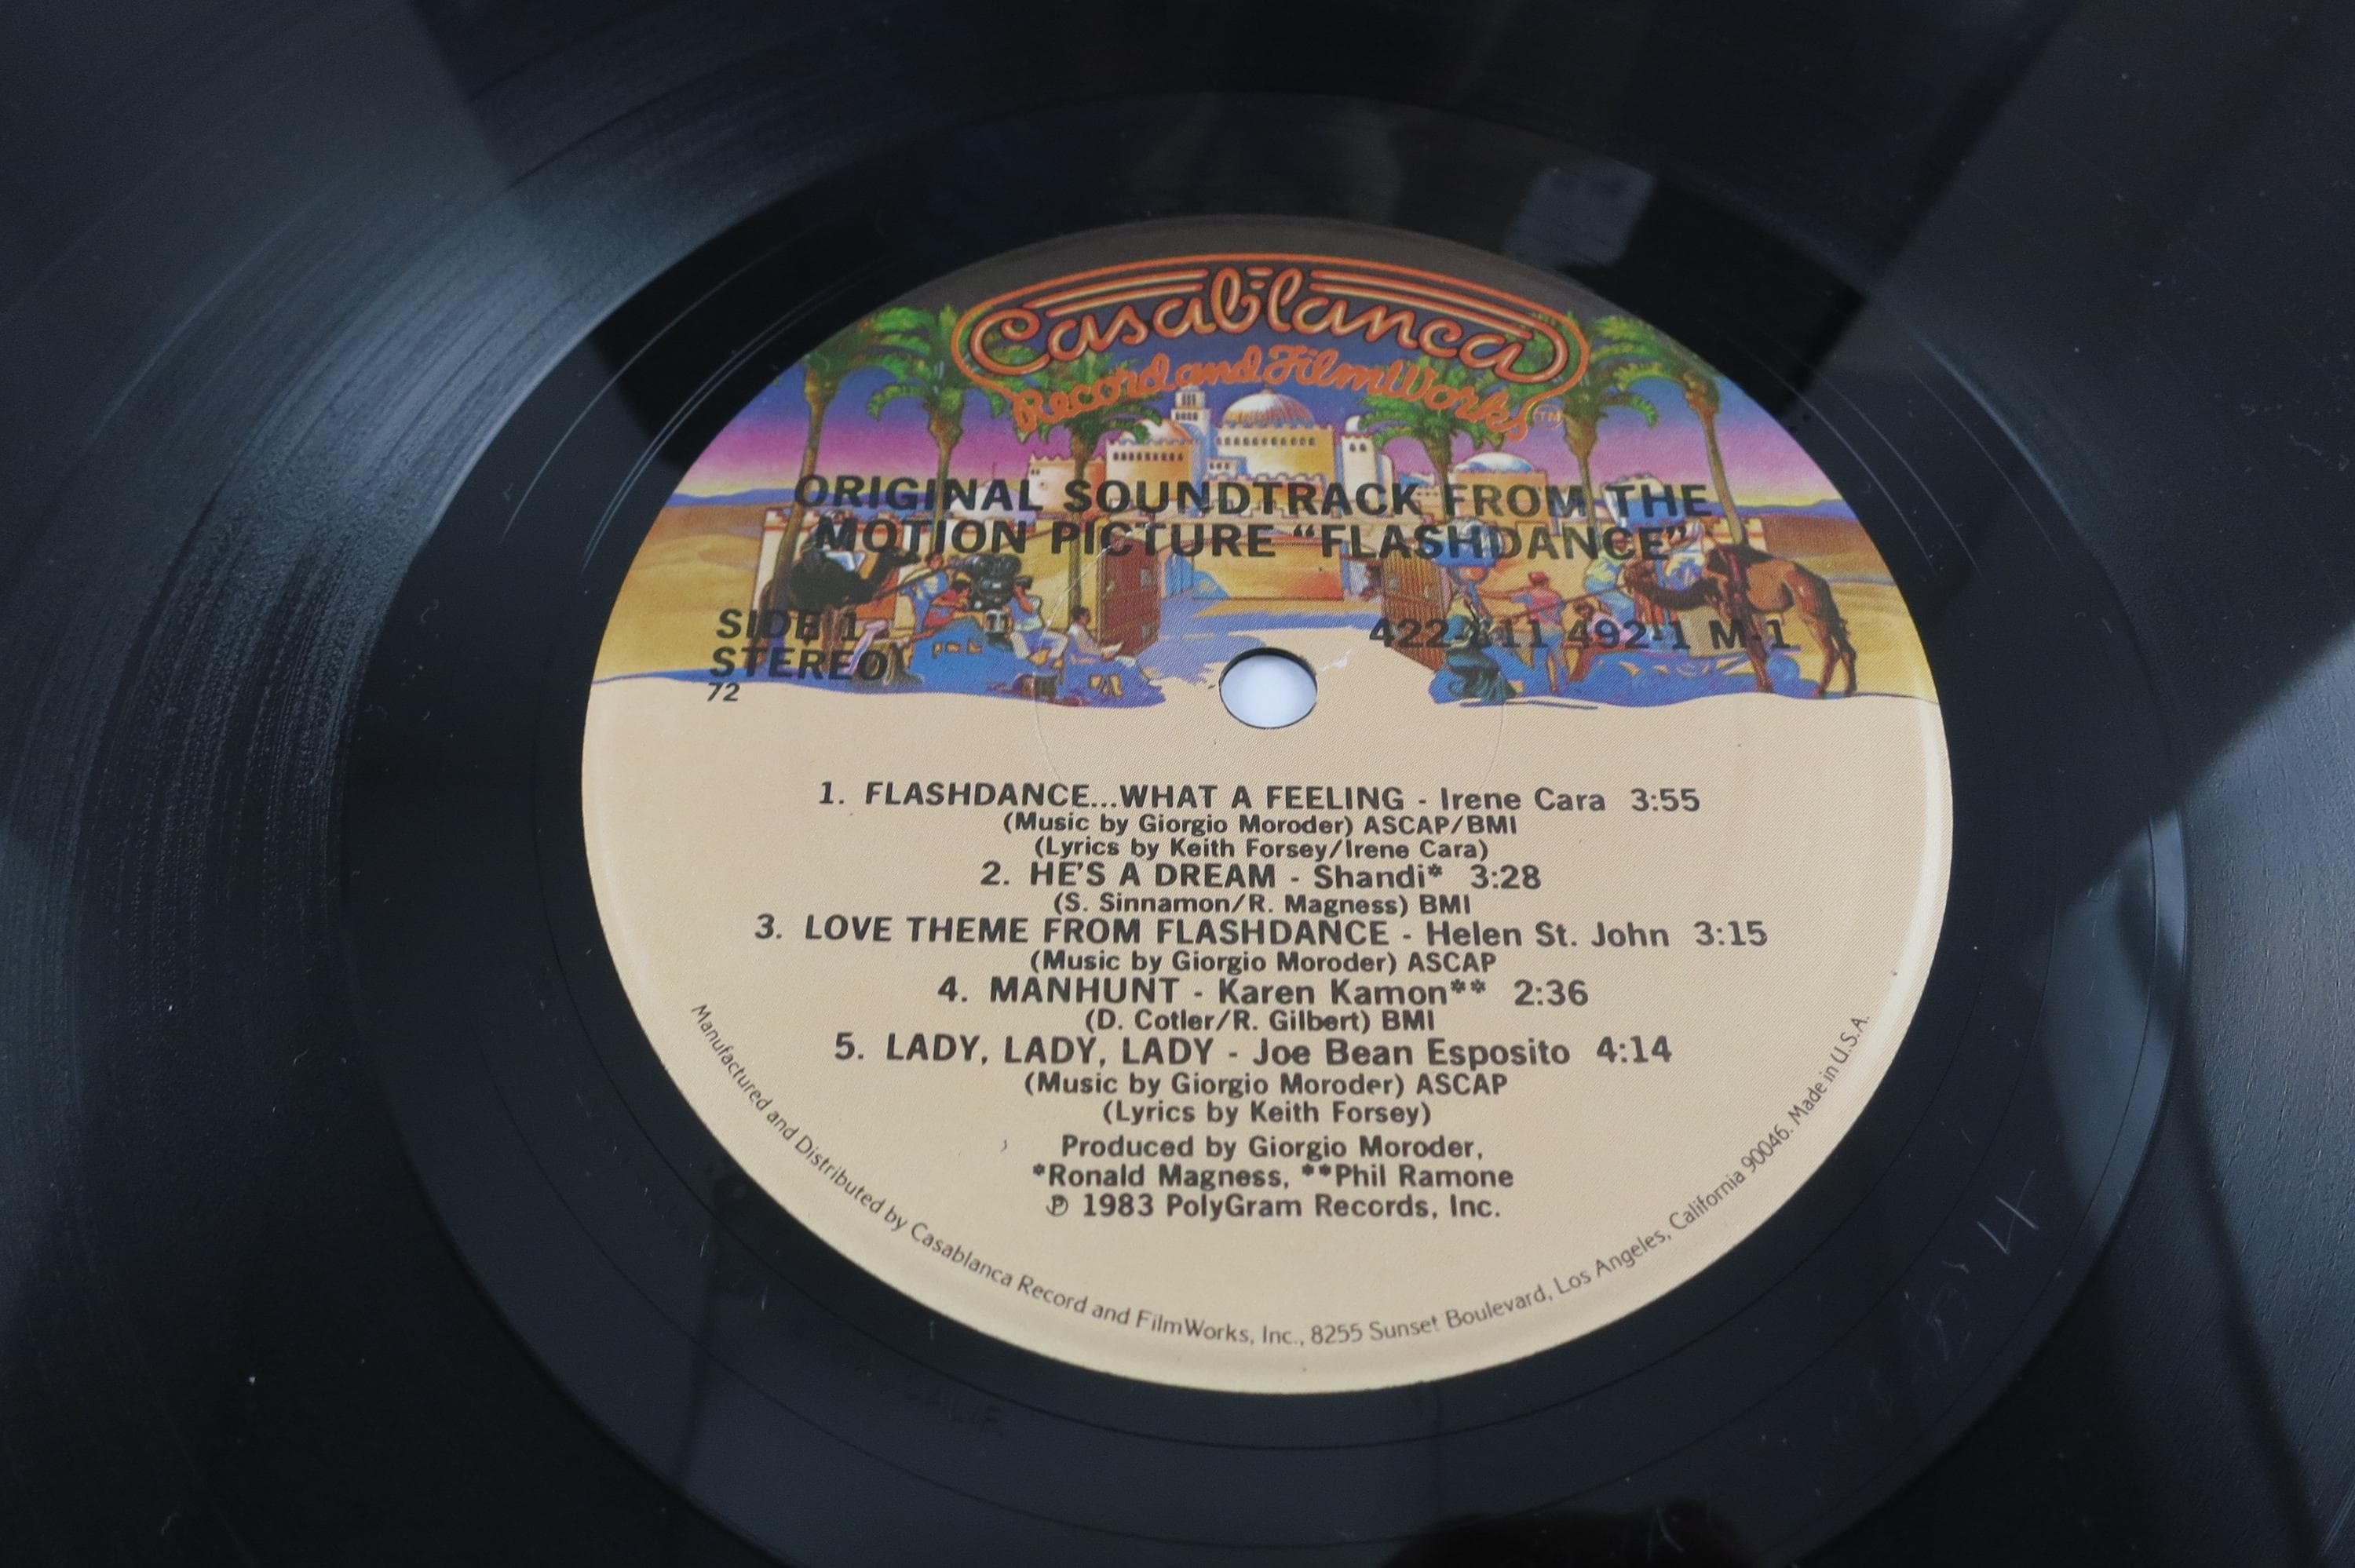 Casablanca
Record and FilmWorks™
ORIGINAL SOUNDTRACK FROM THE
MOTION PICTURE “FLASHDANCE”
SIDE 1
STEREO
72
422-811 492-1 M-1
1. FLASHDANCE...WHAT A FEELING - Irene Cara 3:55
(Music by Giorgio Moroder) ASCAP/BMI
(Lyrics by Keith Forsey/Irene Cara)
2. HE'S A DREAM - Shandi* 3:28
(S. Sinnamon/R. Magness) BMI
3. LOVE THEME FROM FLASHDANCE - Helen St. John 3:15
(Music by Giorgio Moroder) ASCAP
4. MANHUNT - Karen Kamon** 2:36
(D. Cotler/R. Gilbert) BMI
5. LADY, LADY, LADY - Joe Bean Esposito 4:14
(Music by Giorgio Moroder) ASCAP
(Lyrics by Keith Forsey)
Produced by Giorgio Moroder,
*Ronald Magness, **Phil Ramone
℗ 1983 PolyGram Records, Inc.
Manufactured and Distributed by Casablanca Record and FilmWorks, Inc., 8255 Sunset Boulevard, Los Angeles, California 90046. Made in U.S.A.